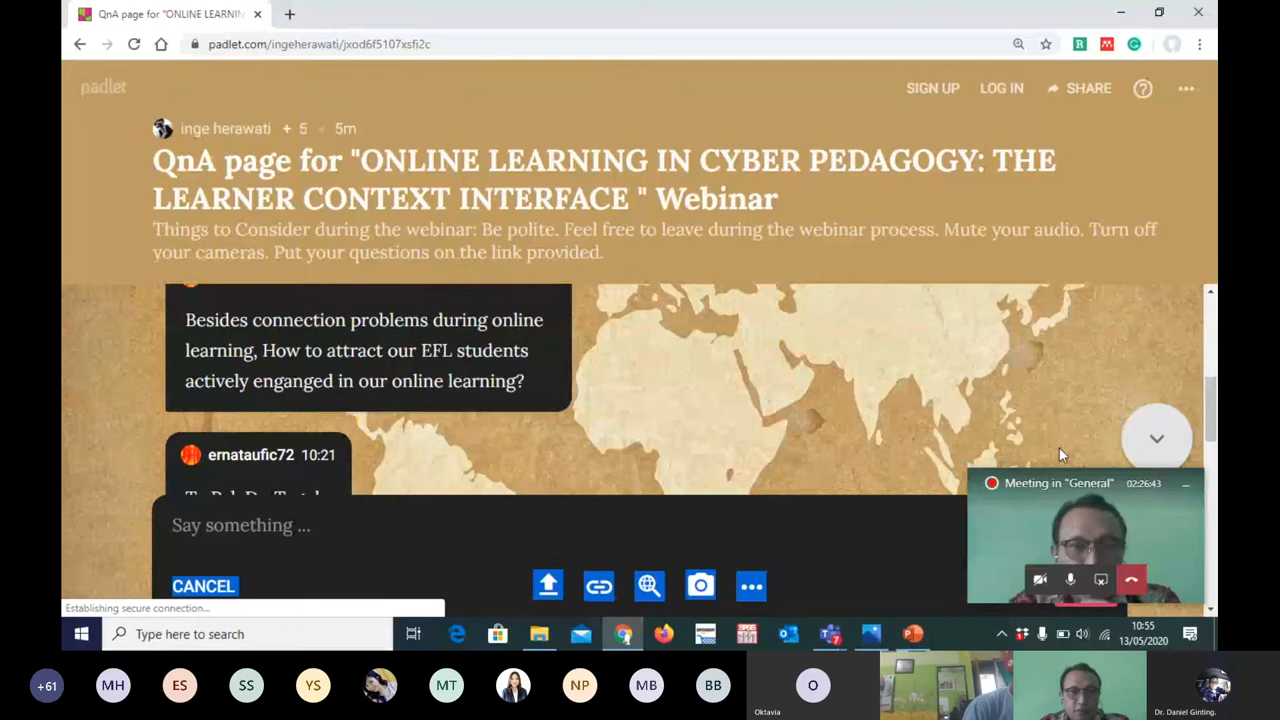 QnA page for "ONLINE LEARNIN
padlet.com/ingeherawati/jxod6f5107xsfi2c
padlet
SIGN UP LOG IN SHARE
inge herawati + 5 5m
QnA page for "ONLINE LEARNING IN CYBER PEDAGOGY: THE
LEARNER CONTEXT INTERFACE " Webinar
Things to Consider during the webinar: Be polite. Feel free to leave during the webinar process. Mute your audio. Turn off
your cameras. Put your questions on the link provided.
Besides connection problems during online
learning, How to attract our EFL students
actively enganged in our online learning?
ernataufic72 10:21
Say something ...
CANCEL
Meeting in "General" 02:26:43
Establishing secure connection...
Type here to search
10:55
13/05/2020
+61 MH ES SS YS MT NP MB BB O
Oktavia
Dr. Daniel Ginting.